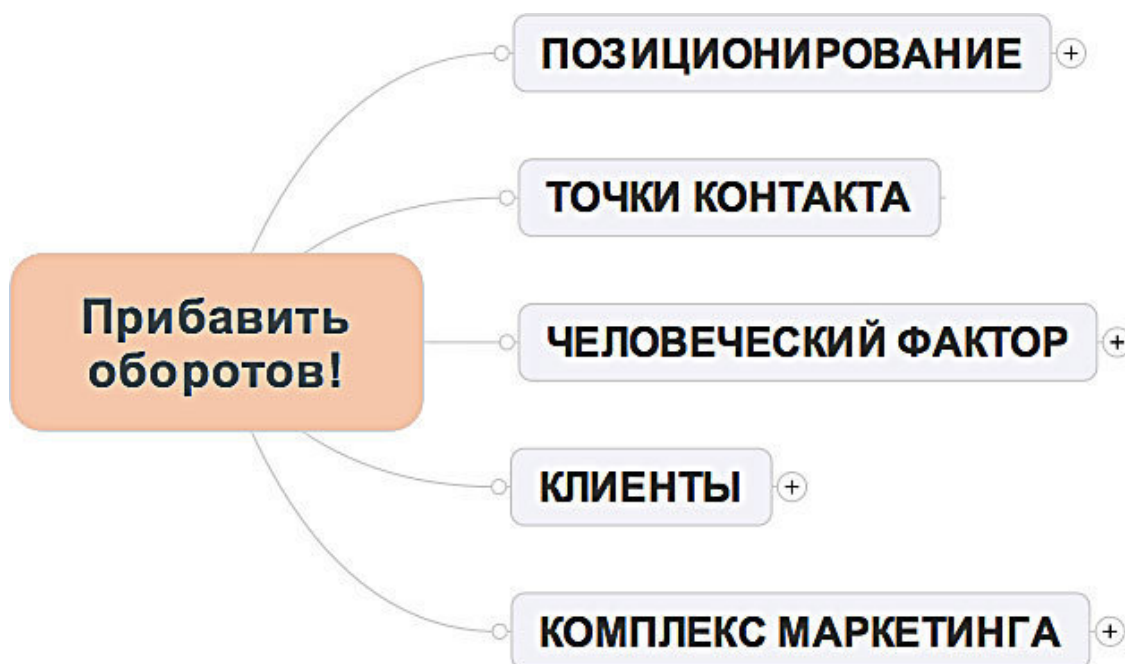 ПОЗИЦИОНИРОВАНИЕ
ТОЧКИ КОНТАКТА
Прибавить
оборотов!
ЧЕЛОВЕЧЕСКИЙ ФАКТОР
КЛИЕНТЫ
КОМПЛЕКС МАРКЕТИНГА